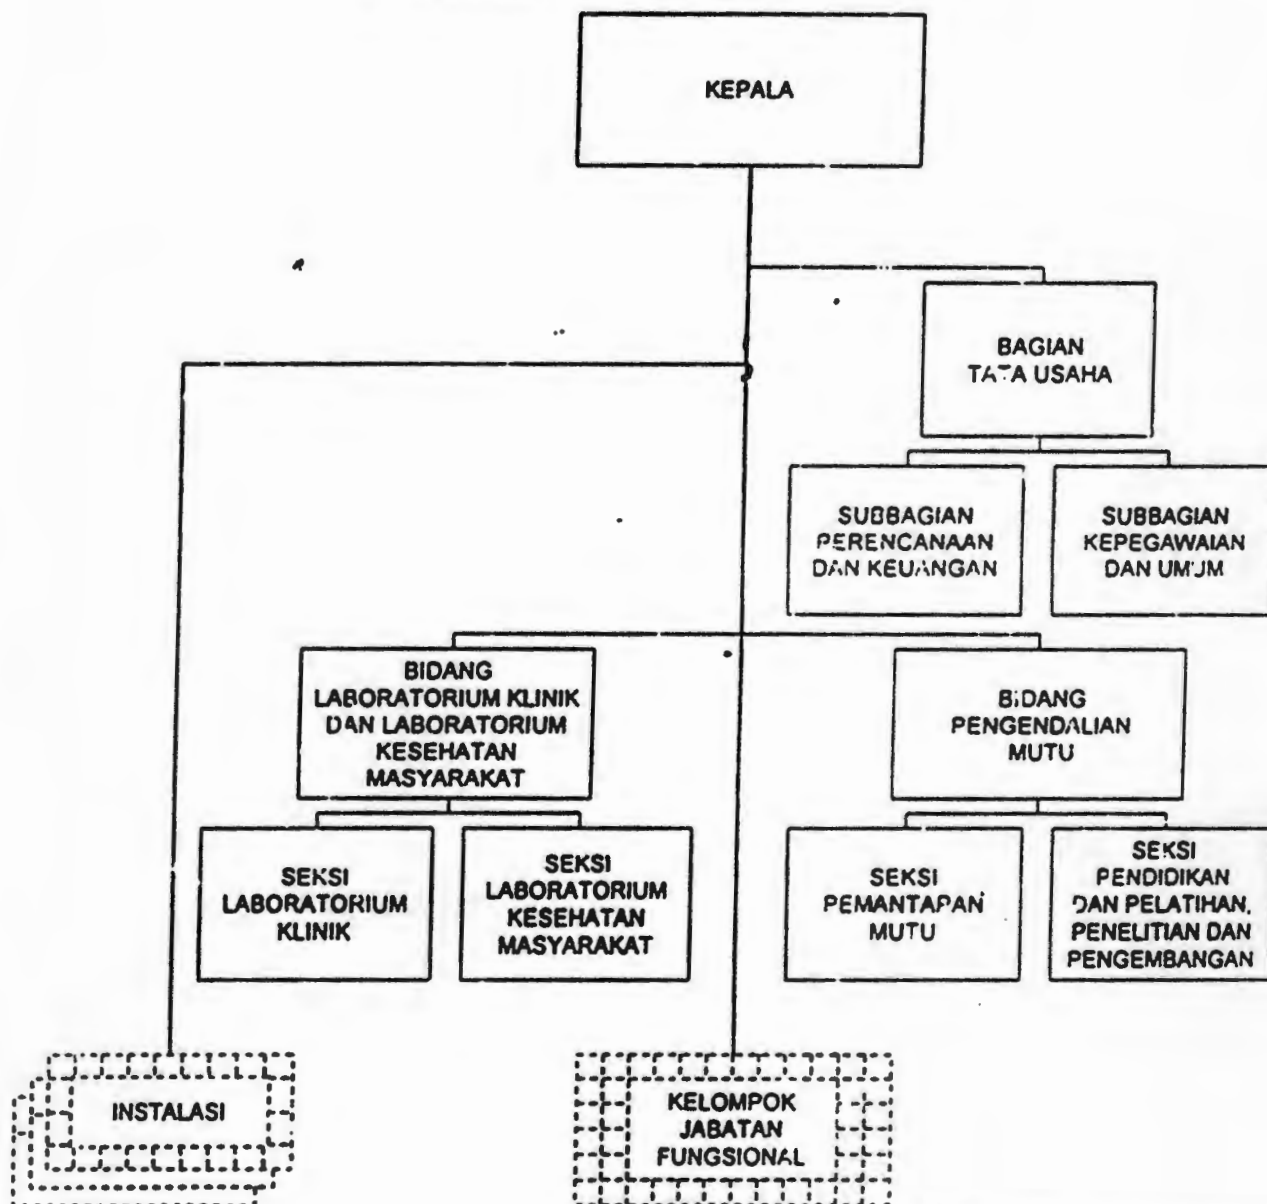 KEPALA
BAGIAN
TATA USAHA
SUBBAGIAN
PERENCANAAN
DAN KEUANGAN
SUBBAGIAN
KEPEGAWAIAN
DAN UMUM
BIDANG
LABORATORIUM KLINIK
DAN LABORATORIUM
KESEHATAN
MASYARAKAT
BIDANG
PENGENDALIAN
MUTU
SEKSI
LABORATORIUM
KLINIK
SEKSI
LABORATORIUM
KESEHATAN
MASYARAKAT
SEKSI
PEMANTAPAN
MUTU
SEKSI
PENDIDIKAN
DAN PELATIHAN,
PENELITIAN DAN
PENGEMBANGAN
INSTALASI
KELOMPOK
JABATAN
FUNGSIONAL